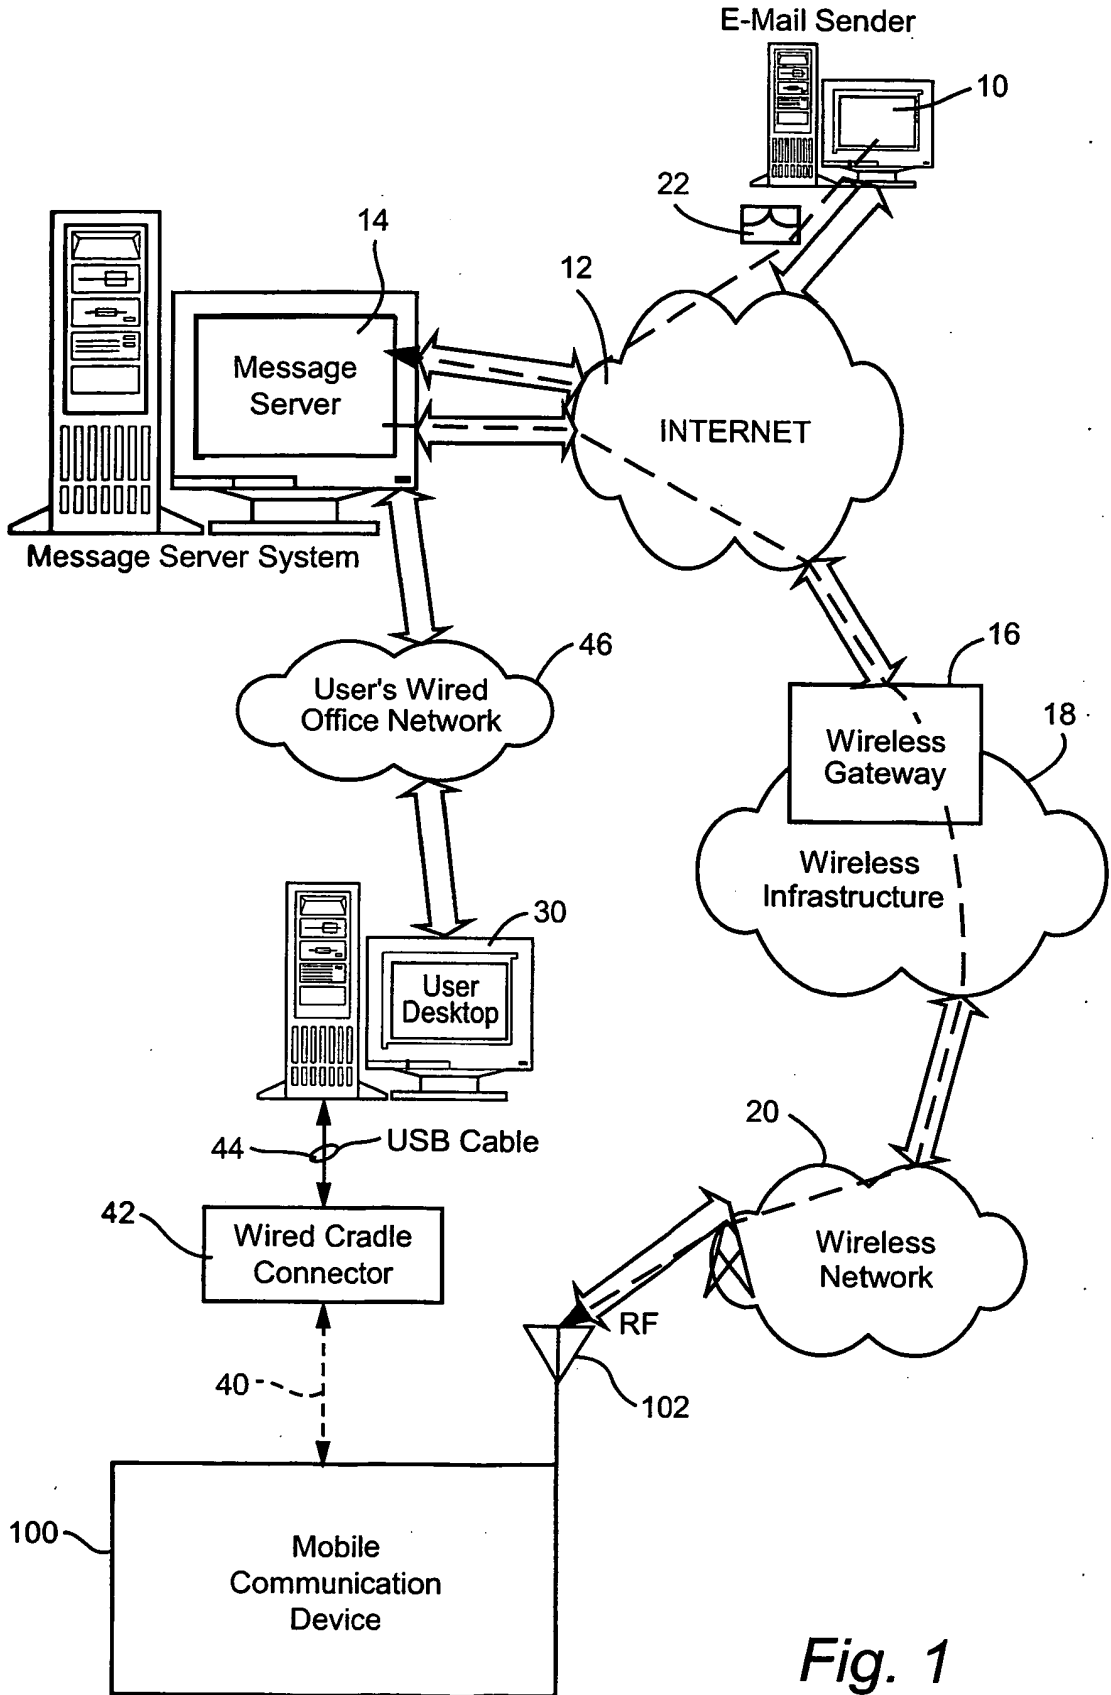 E-Mail Sender
10
22
14
12
Message
Server
INTERNET
Message Server System
46
16
User's Wired
Office Network
18
Wireless
Gateway
Wireless
Infrastructure
30
User
Desktop
20
44
USB Cable
42
Wired Cradle
Connector
Wireless
Network
RF
40
102
100
Mobile
Communication
Device
Fig. 1